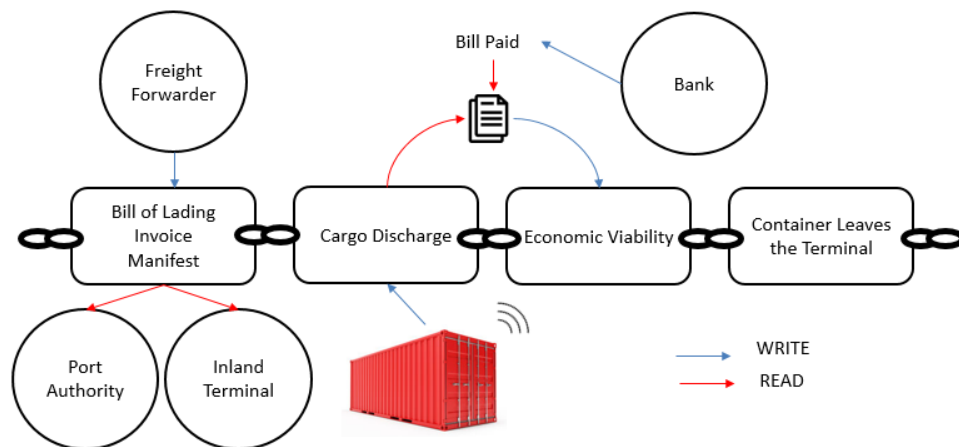 Freight
Forwarder
Bill Paid
Bank
Bill of Lading
Invoice
Manifest
Cargo Discharge
Economic Viability
Container Leaves
the Terminal
Port
Authority
Inland
Terminal
WRITE
READ